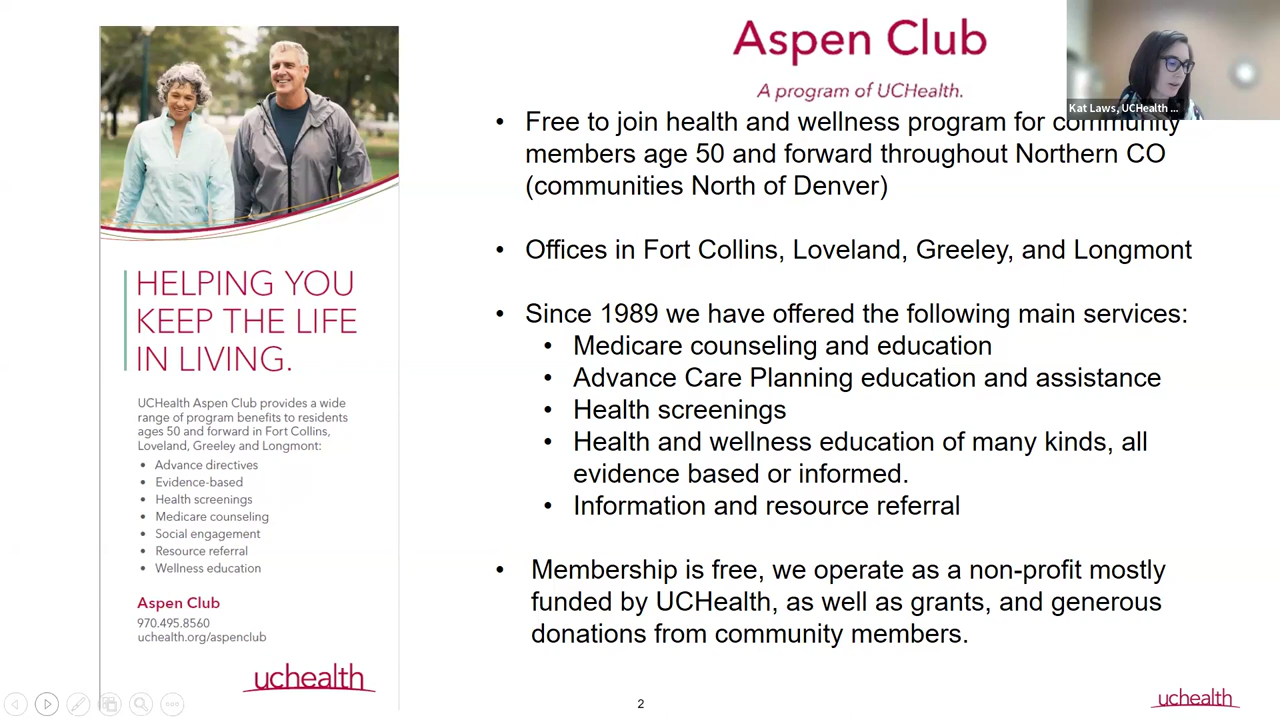 Aspen Club
A program of UCHealth.
Kat Laws, UCHealth ...
• Free to join health and wellness program for community
members age 50 and forward throughout Northern CO
(communities North of Denver)
• Offices in Fort Collins, Loveland, Greeley, and Longmont
• Since 1989 we have offered the following main services:
• Medicare counseling and education
• Advance Care Planning education and assistance
• Health screenings
• Health and wellness education of many kinds, all
evidence based or informed.
• Information and resource referral
• Membership is free, we operate as a non-profit mostly
funded by UCHealth, as well as grants, and generous
donations from community members.
HELPING YOU
KEEP THE LIFE
IN LIVING.
UCHealth Aspen Club provides a wide
range of program benefits to residents
ages 50 and forward in Fort Collins,
Loveland, Greeley and Longmont:
• Advance directives
• Evidence-based
• Health screenings
• Medicare counseling
• Social engagement
• Resource referral
• Wellness education
Aspen Club
970.495.8560
uchealth.org/aspenclub
uchealth
2
uchealth